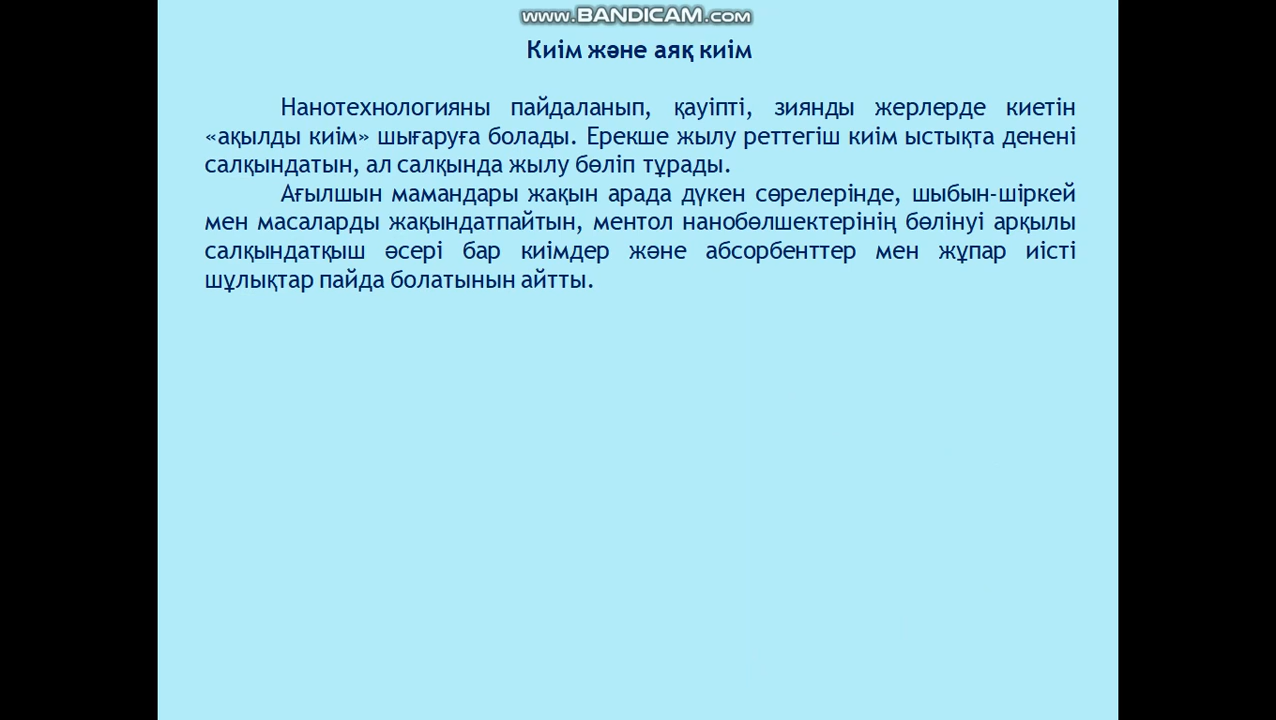 www.BANDICAM.com
Киім және аяқ киім
Нанотехнологияны пайдаланып, қауіпті, зиянды жерлерде киетін
«ақылды киім» шығаруға болады. Ерекше жылу реттегіш киім ыстықта денені
салқындатын, ал салқында жылу бөліп тұрады.
Ағылшын мамандары жақын арада дүкен сөрелерінде, шыбын-шіркей
мен масаларды жақындатпайтын, ментол нанобөлшектерінің бөлінуі арқылы
салқындатқыш әсері бар киімдер және абсорбенттер мен жұпар иісті
шұлықтар пайда болатынын айтты.